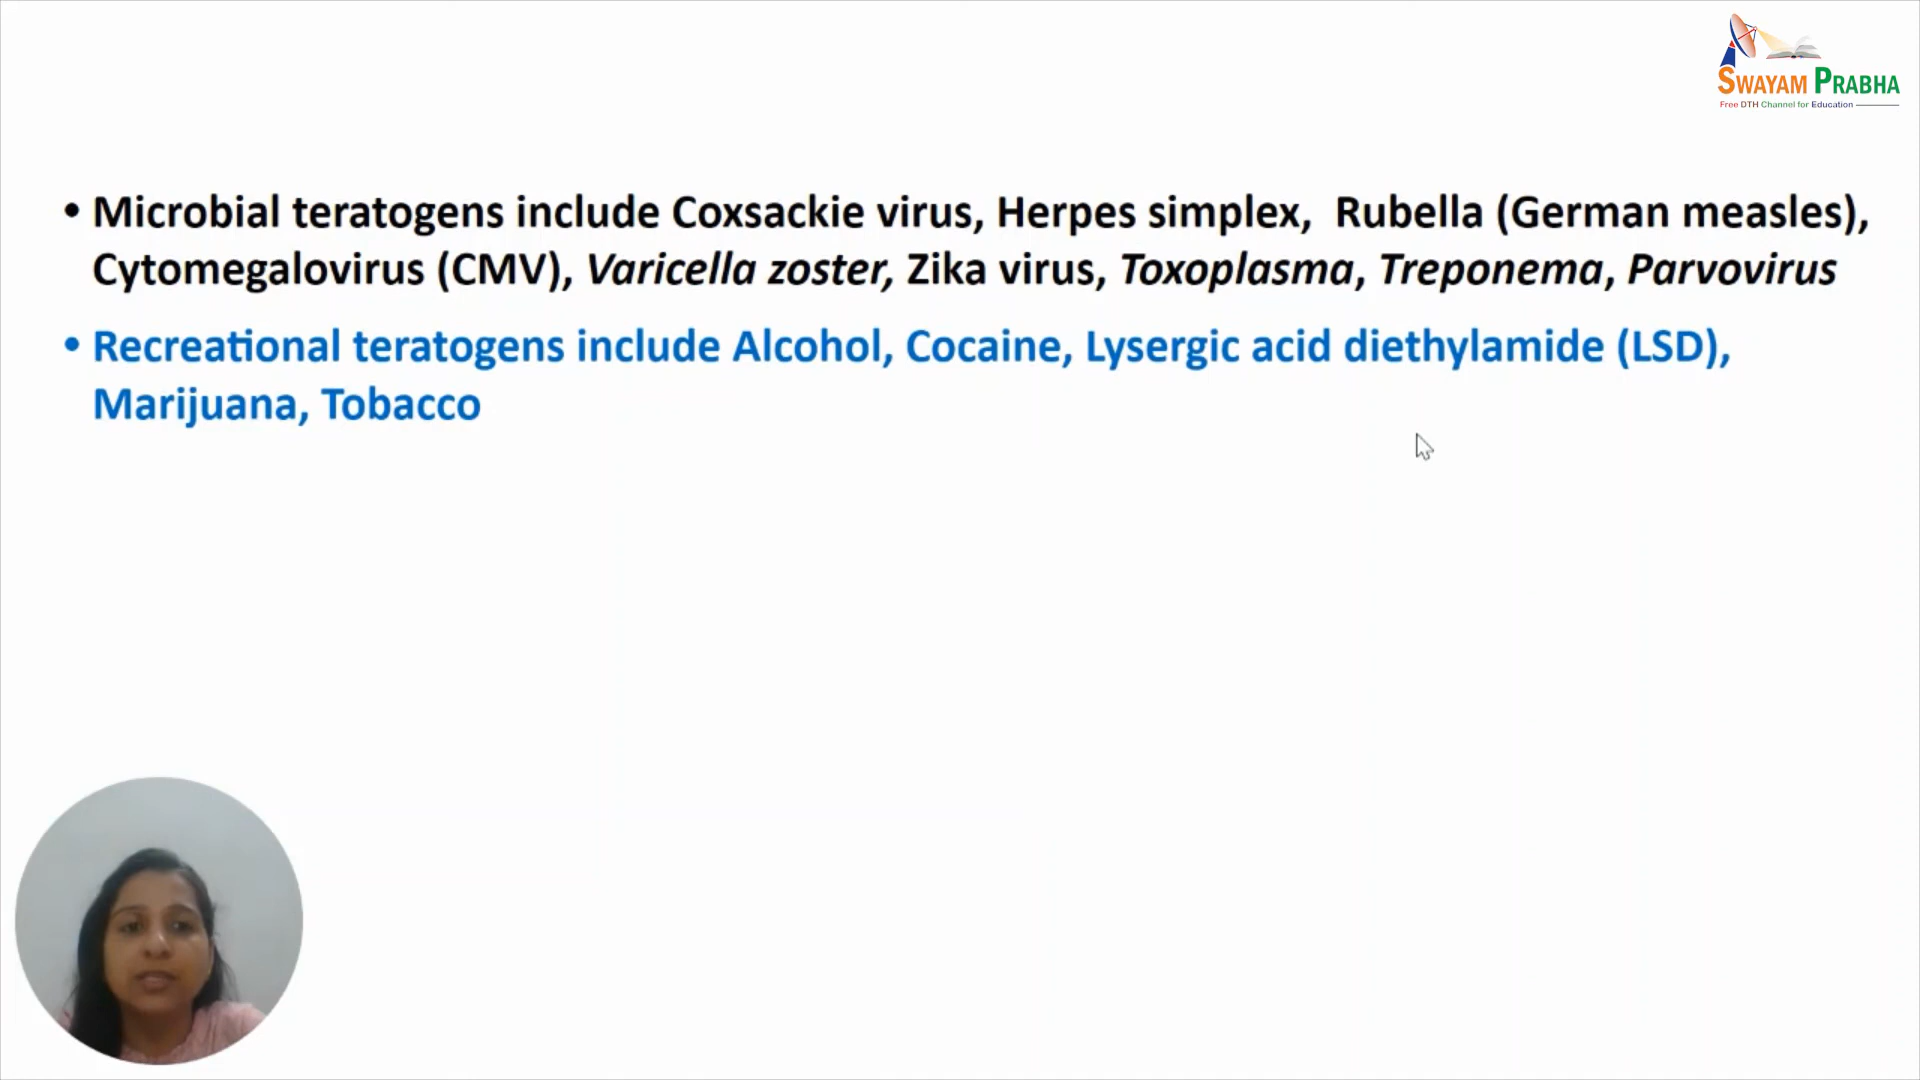 SWAYAM PRABHA
Free DTH Channel for Education
• Microbial teratogens include Coxsackie virus, Herpes simplex, Rubella (German measles),
Cytomegalovirus (CMV), Varicella zoster, Zika virus, Toxoplasma, Treponema, Parvovirus
• Recreational teratogens include Alcohol, Cocaine, Lysergic acid diethylamide (LSD),
Marijuana, Tobacco